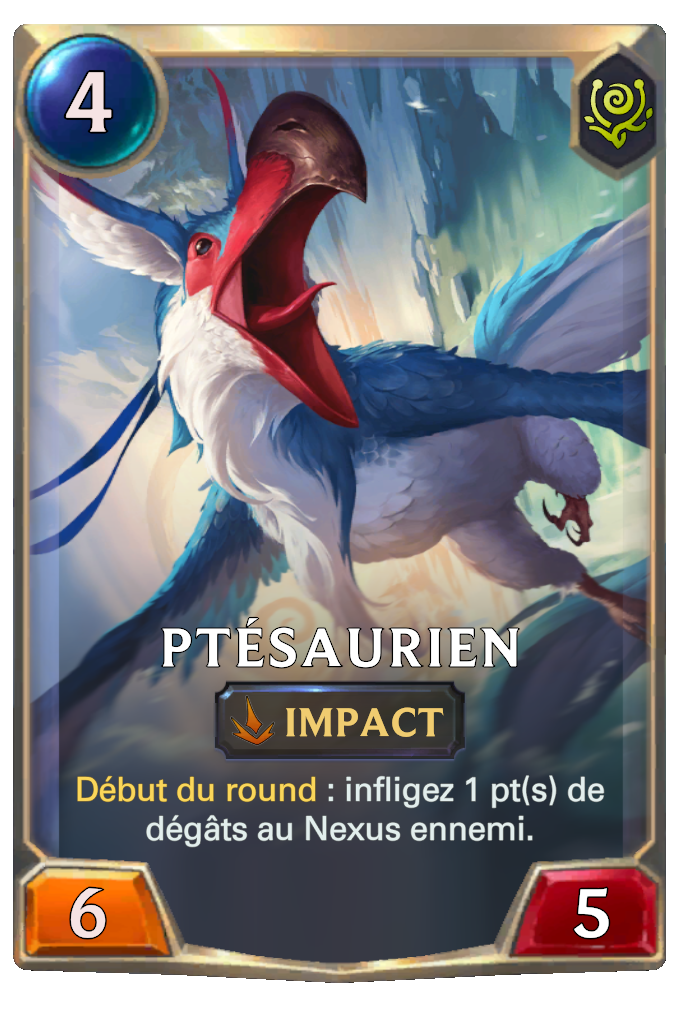 4
PTÉSAURIEN
IMPACT
Début du round : infligez 1 pt(s) de
dégâts au Nexus ennemi.
6
5